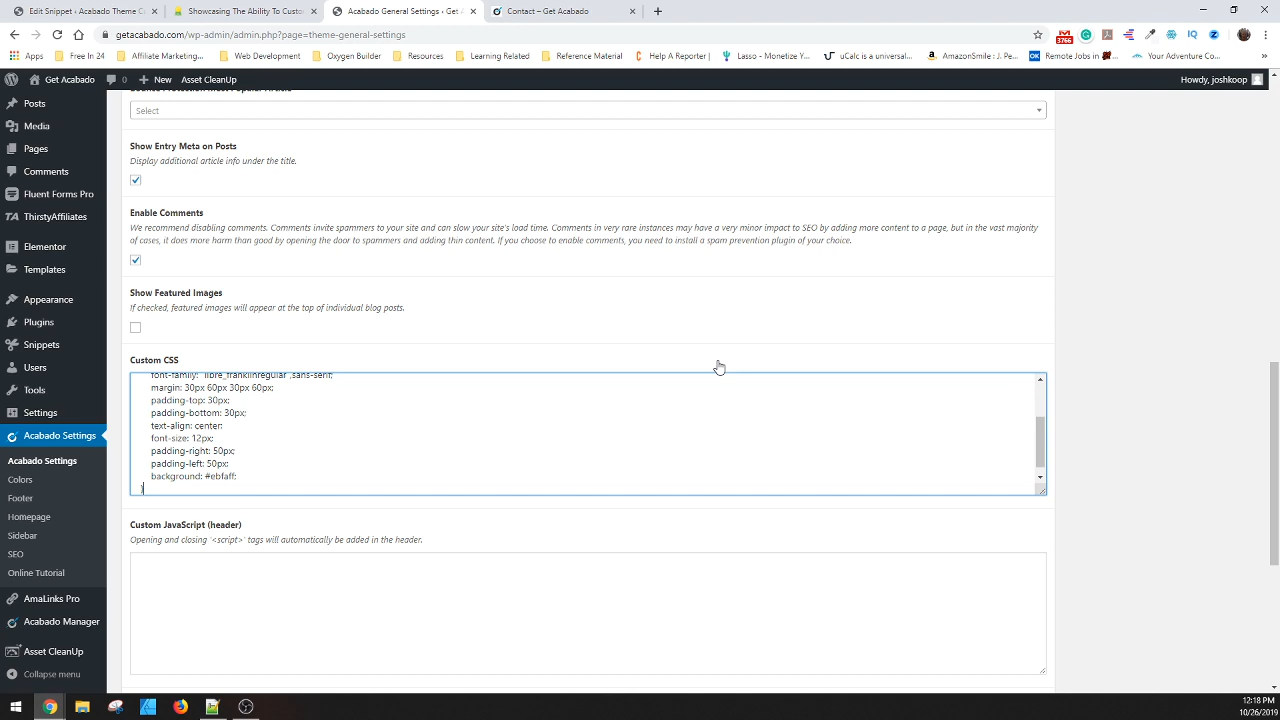 Edit Snippet ‹ Acabado Theme C
Showcasing The Ability To Custo
Acabado General Settings ‹ Get A
Contact – Get Acabado
getacabado.com/wp-admin/admin.php?page=theme-general-settings
Apps
Free In 24
Affiliate Marketing...
Web Development
Oxygen Builder
Resources
Learning Related
Reference Material
Help A Reporter |
Lasso - Monetize Y...
uCalc is a universal...
AmazonSmile : J. Pe...
Remote Jobs in
Your Adventure Co...
3766
Get Acabado
0
New
Asset CleanUp
Howdy, joshkoop
Posts
Media
Pages
Comments
Fluent Forms Pro
ThirstyAffiliates
Elementor
Templates
Appearance
Plugins
Snippets
Users
Tools
Settings
Acabado Settings
Acabado Settings
Colors
Footer
Homepage
Sidebar
SEO
Online Tutorial
AmaLinks Pro
Acabado Manager
Asset CleanUp
Collapse menu
Select
Show Entry Meta on Posts
Display additional article info under the title.
Enable Comments
We recommend disabling comments. Comments invite spammers to your site and can slow your site's load time. Comments in very rare instances may have a very minor impact to SEO by adding more content to a page, but in the vast majority
of cases, it does more harm than good by opening the door to spammers and adding thin content. If you choose to enable comments, you need to install a spam prevention plugin of your choice.
Show Featured Images
If checked, featured images will appear at the top of individual blog posts.
Custom CSS
font-family: 'libre_franklinregular',sans-serif;
margin: 30px 60px 30px 60px;
padding-top: 30px;
padding-bottom: 30px;
text-align: center;
font-size: 12px;
padding-right: 50px;
padding-left: 50px;
background: #ebfaff;
}
Custom JavaScript (header)
Opening and closing '<script>' tags will automatically be added in the header.
12:18 PM
10/26/2019